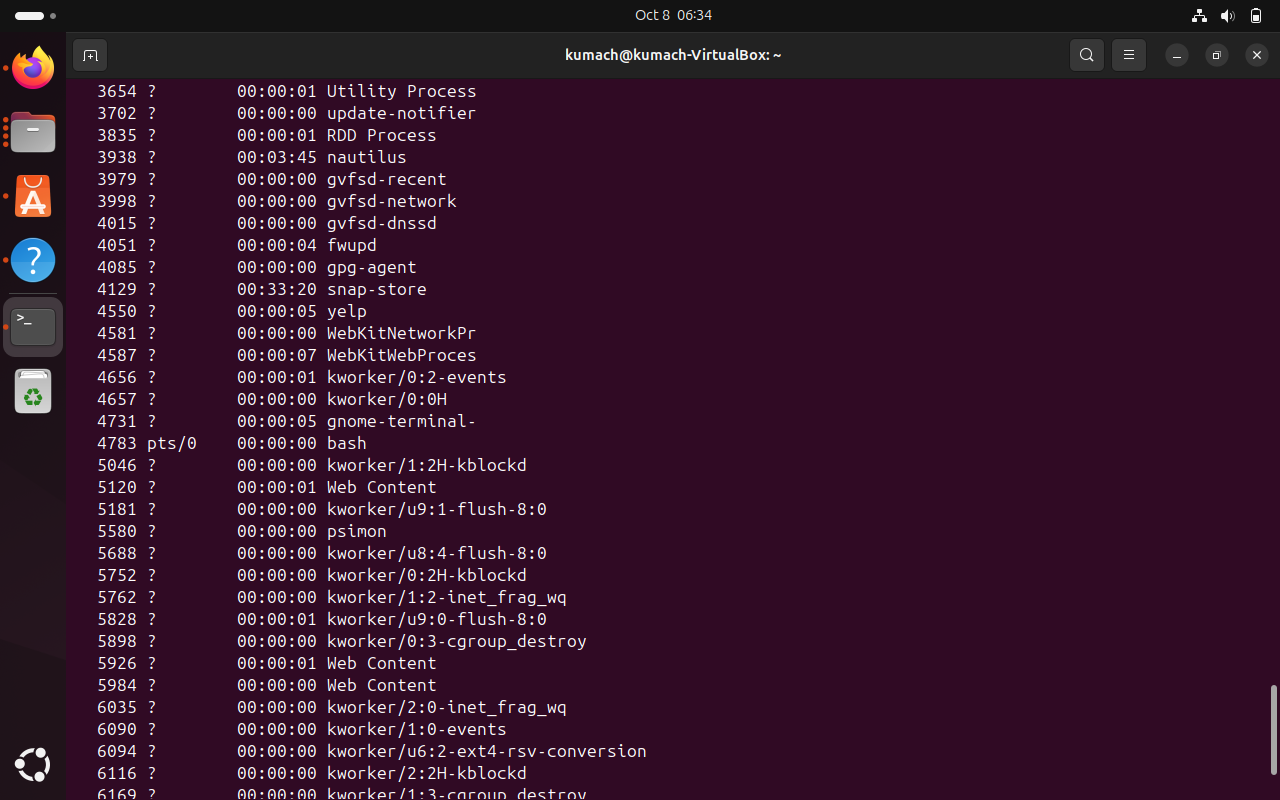 Oct 8 06:34
kumach@kumach-VirtualBox: ~
3654 ? 00:00:01 Utility Process
3702 ? 00:00:00 update-notifier
3835 ? 00:00:01 RDD Process
3938 ? 00:03:45 nautilus
3979 ? 00:00:00 gvfsd-recent
3998 ? 00:00:00 gvfsd-network
4015 ? 00:00:00 gvfsd-dnssd
4051 ? 00:00:04 fwupd
4085 ? 00:00:00 gpg-agent
4129 ? 00:33:20 snap-store
4550 ? 00:00:05 yelp
4581 ? 00:00:00 WebKitNetworkPr
4587 ? 00:00:07 WebKitWebProces
4656 ? 00:00:01 kworker/0:2-events
4657 ? 00:00:00 kworker/0:0H
4731 ? 00:00:05 gnome-terminal-
4783 pts/0 00:00:00 bash
5046 ? 00:00:00 kworker/1:2H-kblockd
5120 ? 00:00:01 Web Content
5181 ? 00:00:00 kworker/u9:1-flush-8:0
5580 ? 00:00:00 psimon
5688 ? 00:00:00 kworker/u8:4-flush-8:0
5752 ? 00:00:00 kworker/0:2H-kblockd
5762 ? 00:00:00 kworker/1:2-inet_frag_wq
5828 ? 00:00:01 kworker/u9:0-flush-8:0
5898 ? 00:00:00 kworker/0:3-cgroup_destroy
5926 ? 00:00:01 Web Content
5984 ? 00:00:00 Web Content
6035 ? 00:00:00 kworker/2:0-inet_frag_wq
6090 ? 00:00:00 kworker/1:0-events
6094 ? 00:00:00 kworker/u6:2-ext4-rsv-conversion
6116 ? 00:00:00 kworker/2:2H-kblockd
6169 ? 00:00:00 kworker/1:3-cgroup_destroy